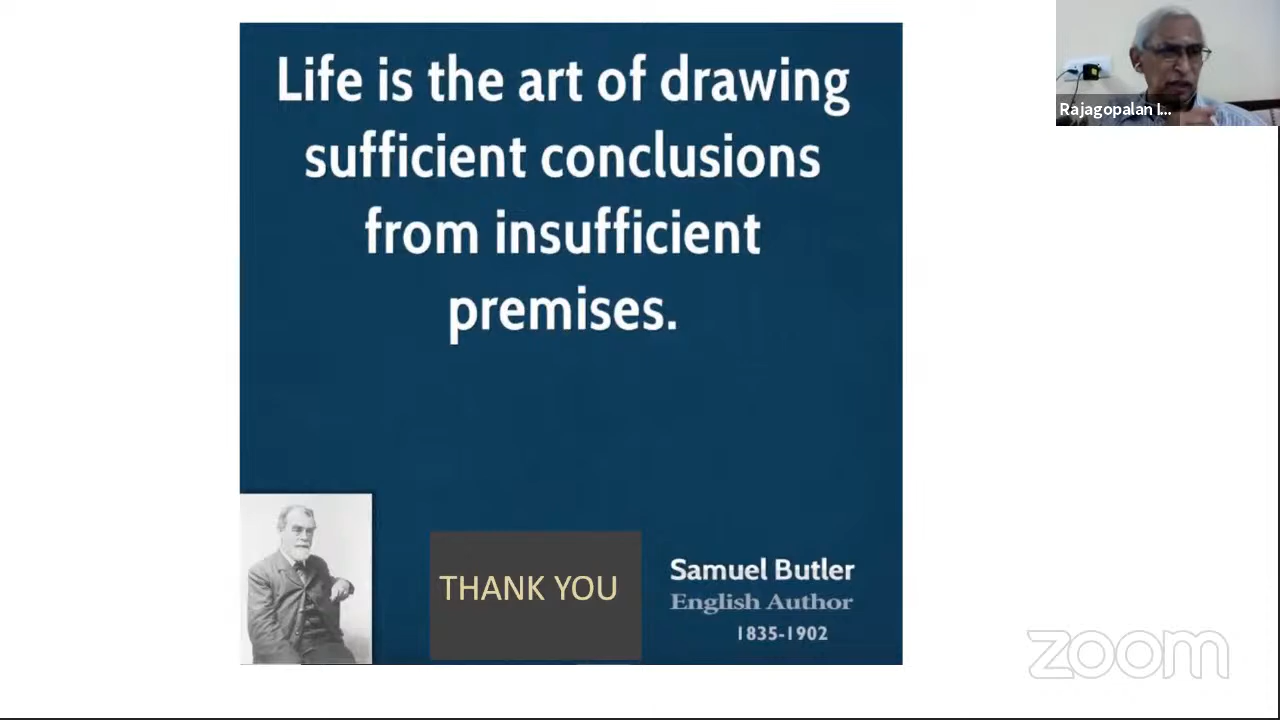 Life is the art of drawing
sufficient conclusions
from insufficient
premises.
THANK YOU
Samuel Butler
English Author
1835-1902
Rajagopalan I...
zoom